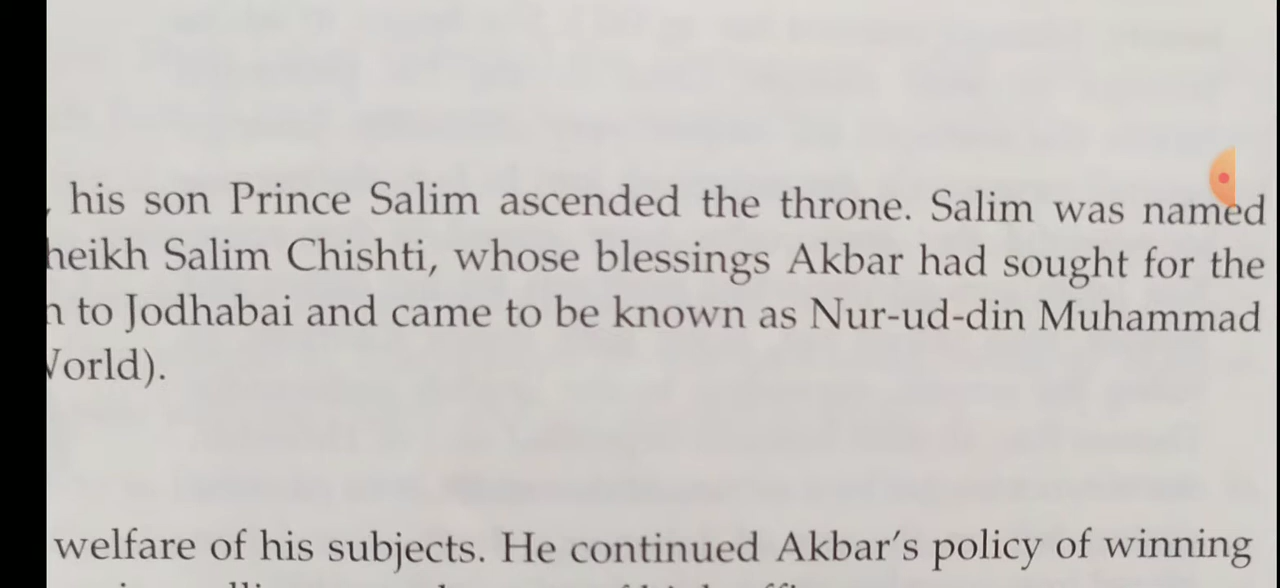 , his son Prince Salim ascended the throne. Salim was named
heikh Salim Chishti, whose blessings Akbar had sought for the
to Jodhabai and came to be known as Nur-ud-din Muhammad
orld).
welfare of his subjects. He continued Akbar's policy of winning